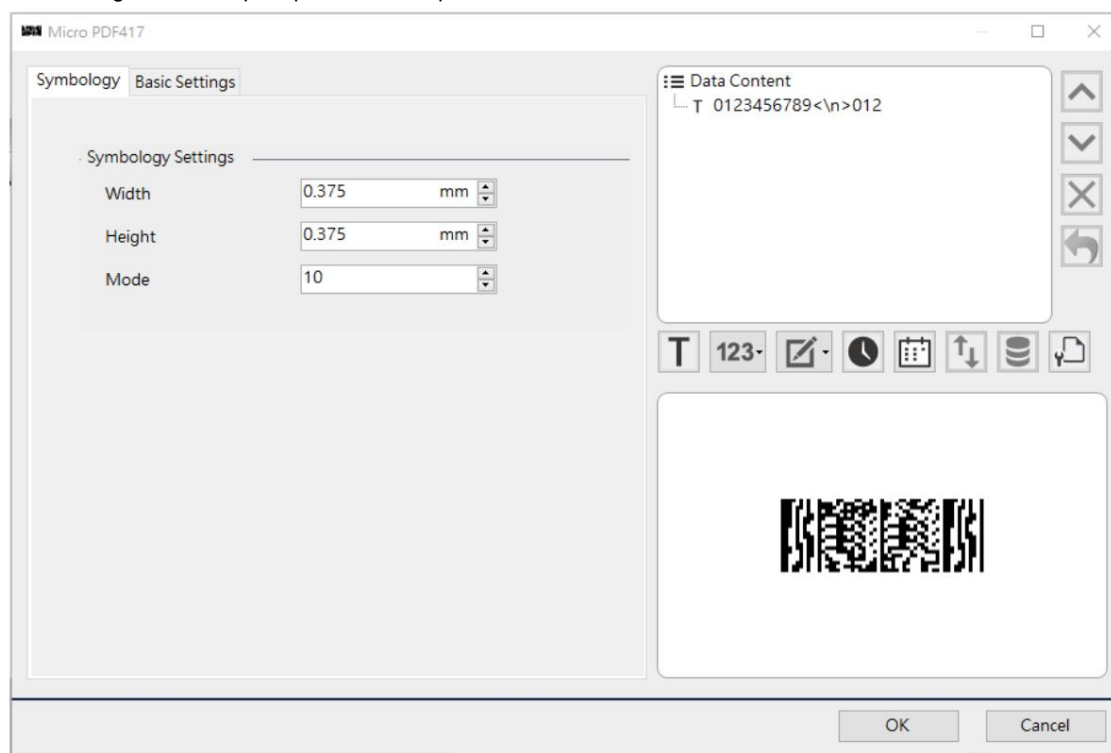 Micro PDF417
Symbology Basic Settings
Symbology Settings
Width 0.375 mm
Height 0.375 mm
Mode 10
Data Content
T 0123456789<\n>012
T 123
OK Cancel